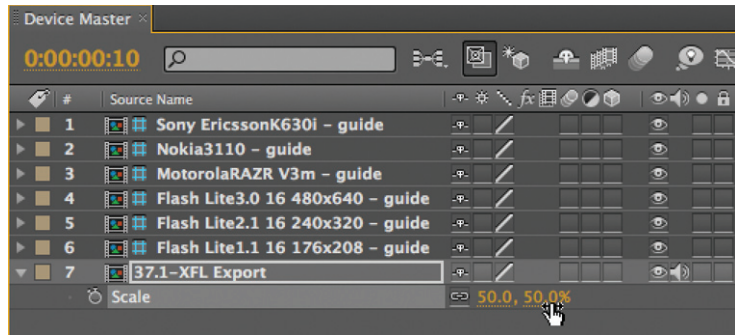 Device Master ×
0:00:00:10
# Source Name fx
1 Sony EricssonK630i – guide
2 Nokia3110 – guide
3 MotorolaRAZR V3m – guide
4 Flash Lite3.0 16 480x640 – guide
5 Flash Lite2.1 16 240x320 – guide
6 Flash Lite1.1 16 176x208 – guide
7 37.1–XFL Export
Scale 50.0, 50.0%